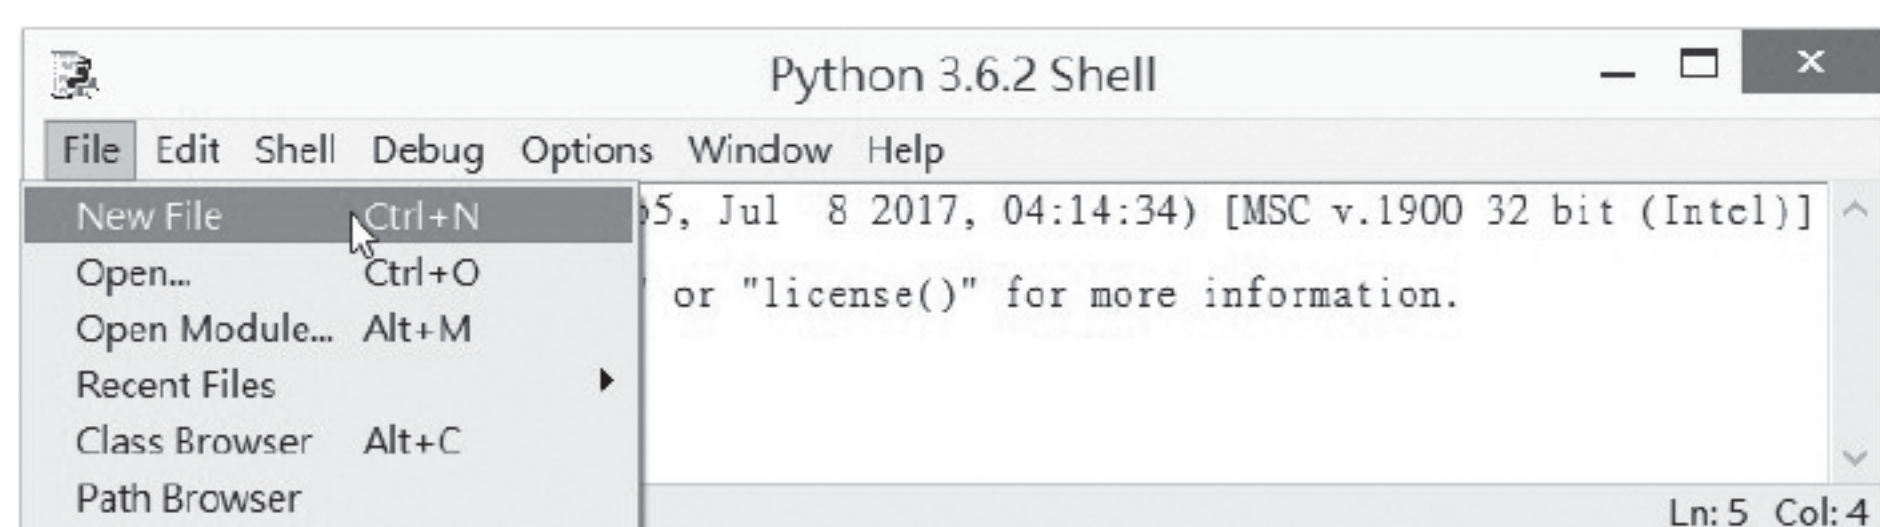 Python 3.6.2 Shell
File Edit Shell Debug Options Window Help
New File Ctrl+N
5, Jul 8 2017, 04:14:34) [MSC v.1900 32 bit (Intel)]
Open... Ctrl+O
" or "license()" for more information.
Open Module... Alt+M
Recent Files
Class Browser Alt+C
Path Browser
Ln: 5 Col: 4